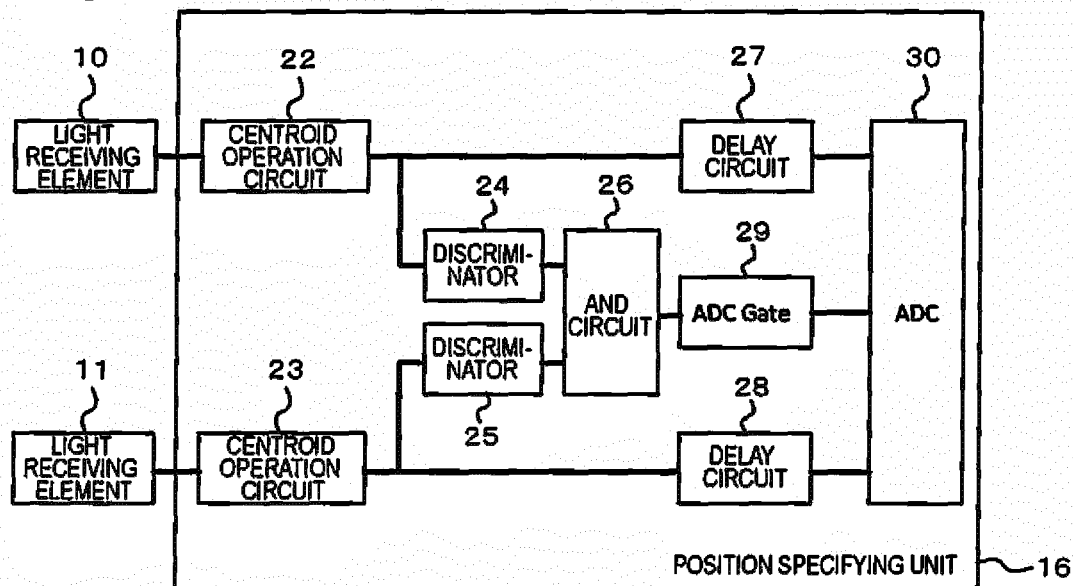 10
22
27
30
LIGHT
RECEIVING
ELEMENT
CENTROID
OPERATION
CIRCUIT
DELAY
CIRCUIT
24
26
29
DISCRIMI-
NATOR
AND
CIRCUIT
ADC Gate
ADC
DISCRIMI-
NATOR
11
23
25
28
LIGHT
RECEIVING
ELEMENT
CENTROID
OPERATION
CIRCUIT
DELAY
CIRCUIT
POSITION SPECIFYING UNIT
16